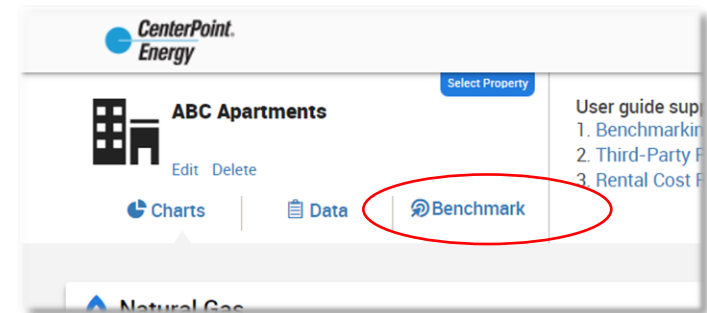 CenterPoint.
Energy
Select Property
ABC Apartments
Edit Delete
Charts
Data
Benchmark
User guide
1. Benchmarkin
2. Third-Party
3. Rental Cost
Natural Gas